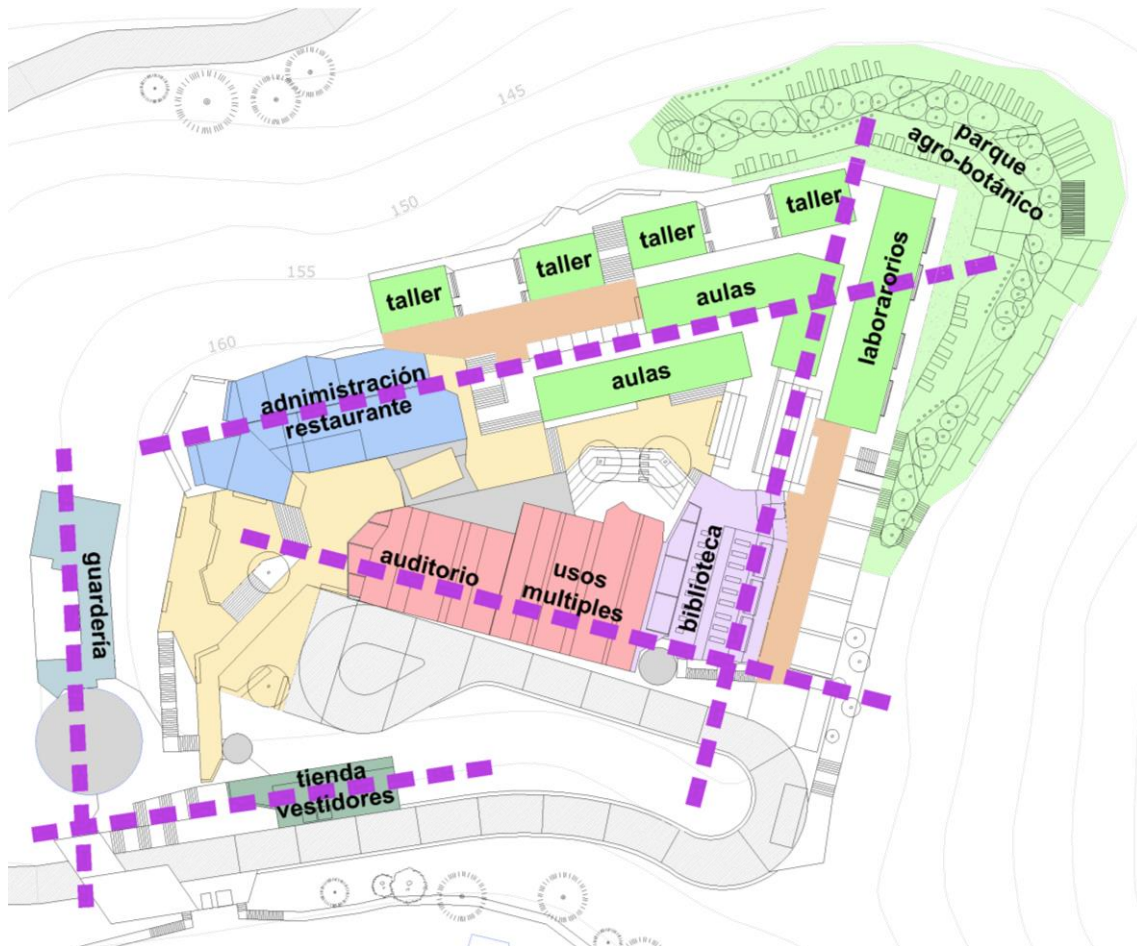 145
150
155
160
parque
agro-botánico
taller
taller
taller
taller
aulas
laborarorios
aulas
adnimistración
restaurante
guardería
auditorio
usos
multiples
biblioteca
tienda
vestidores